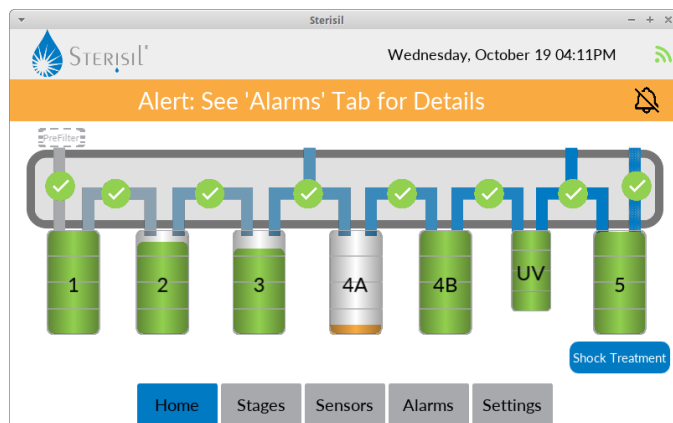 Sterisil
STERISIL®
Wednesday, October 19 04:11PM
Alert: See 'Alarms' Tab for Details
PreFilter
1
2
3
4A
4B
UV
5
Shock Treatment
Home
Stages
Sensors
Alarms
Settings